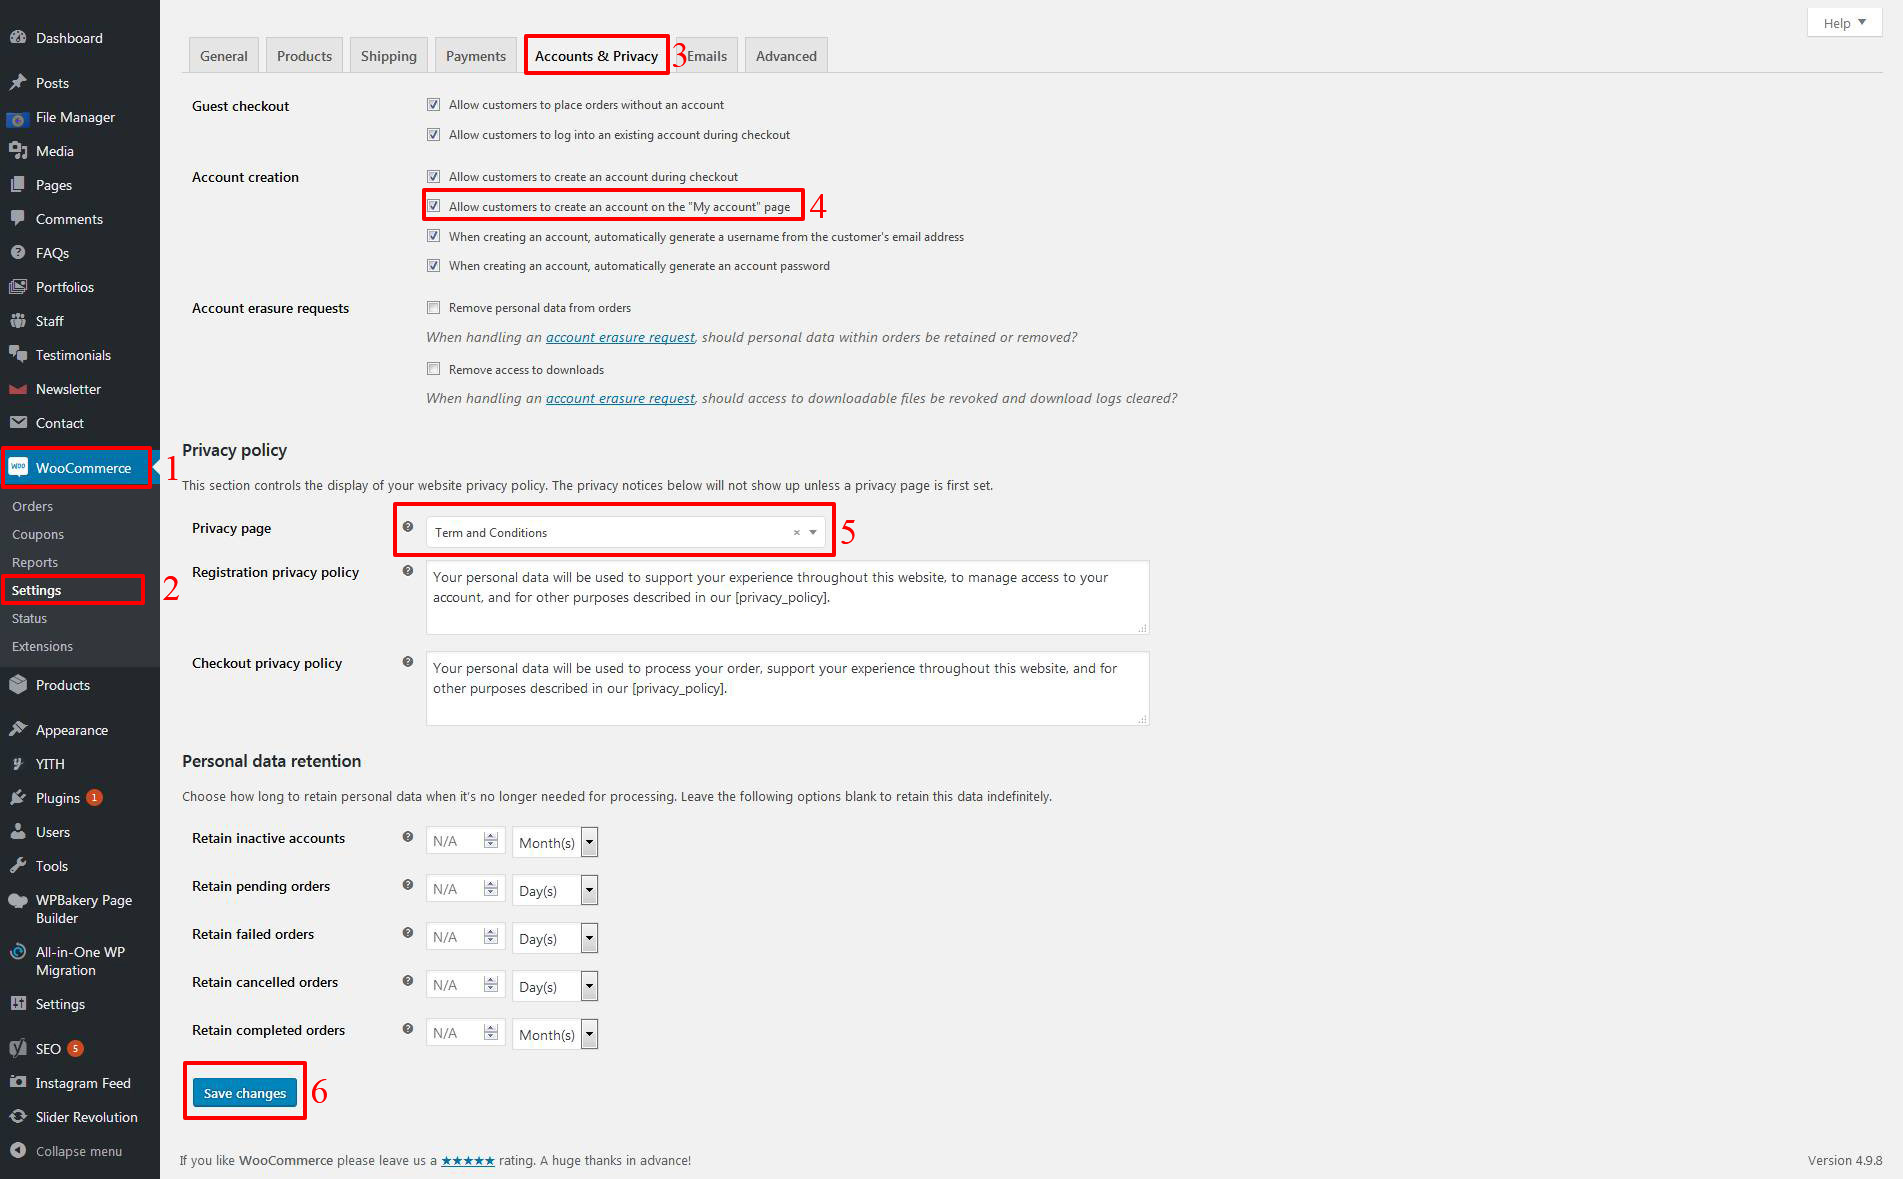 Help
Dashboard
Posts
File Manager
Media
Pages
Comments
FAQs
Portfolios
Staff
Testimonials
Newsletter
Contact
WooCommerce 1
Orders
Coupons
Reports
Settings 2
Status
Extensions
Products
Appearance
YITH
Plugins 1
Users
Tools
WPBakery Page
Builder
All-in-One WP
Migration
Settings
SEO 5
Instagram Feed
Slider Revolution
Collapse menu
General Products Shipping Payments Accounts & Privacy 3 Emails Advanced
Guest checkout
Allow customers to place orders without an account
Allow customers to log into an existing account during checkout
Account creation
Allow customers to create an account during checkout
Allow customers to create an account on the "My account" page 4
When creating an account, automatically generate a username from the customer's email address
When creating an account, automatically generate an account password
Account erasure requests
Remove personal data from orders
When handling an account erasure request, should personal data within orders be retained or removed?
Remove access to downloads
When handling an account erasure request, should access to downloadable files be revoked and download logs cleared?
Privacy policy
This section controls the display of your website privacy policy. The privacy notices below will not show up unless a privacy page is first set.
Privacy page ? Term and Conditions × 5
Registration privacy policy ?
Your personal data will be used to support your experience throughout this website, to manage access to your
account, and for other purposes described in our [privacy_policy].
Checkout privacy policy ?
Your personal data will be used to process your order, support your experience throughout this website, and for
other purposes described in our [privacy_policy].
Personal data retention
Choose how long to retain personal data when it's no longer needed for processing. Leave the following options blank to retain this data indefinitely.
Retain inactive accounts ? N/A Month(s)
Retain pending orders ? N/A Day(s)
Retain failed orders ? N/A Day(s)
Retain cancelled orders ? N/A Day(s)
Retain completed orders ? N/A Month(s)
Save changes 6
If you like WooCommerce please leave us a ★★★★★ rating. A huge thanks in advance!
Version 4.9.8